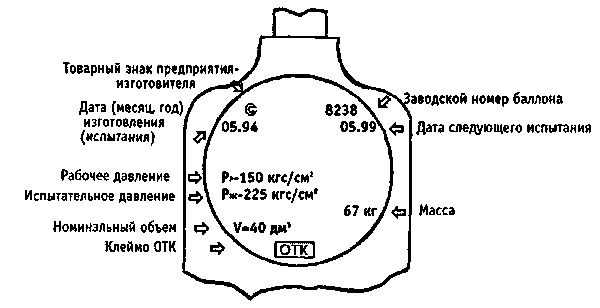 Товарный знак предприятия-
изготовителя
Заводской номер баллона
8238
Дата (месяц, год)
изготовления
(испытания)
05.94
05.99
Дата следующего испытания
Рабочее давление
P-150 кгс/см²
Испытательное давление
Pж-225 кгс/см²
67 кг
Масса
Номинальный объем
V=40 дм³
Клеймо ОТК
ОТК